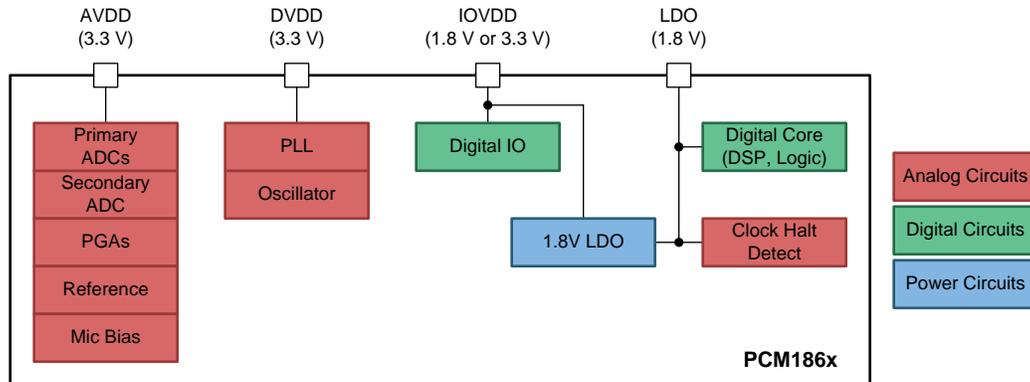 AVDD
(3.3 V)
DVDD
(3.3 V)
IOVDD
(1.8 V or 3.3 V)
LDO
(1.8 V)
Primary
ADCs
Secondary
ADC
PGAs
Reference
Mic Bias
PLL
Oscillator
Digital IO
1.8V LDO
Digital Core
(DSP, Logic)
Clock Halt
Detect
Analog Circuits
Digital Circuits
Power Circuits
PCM186x